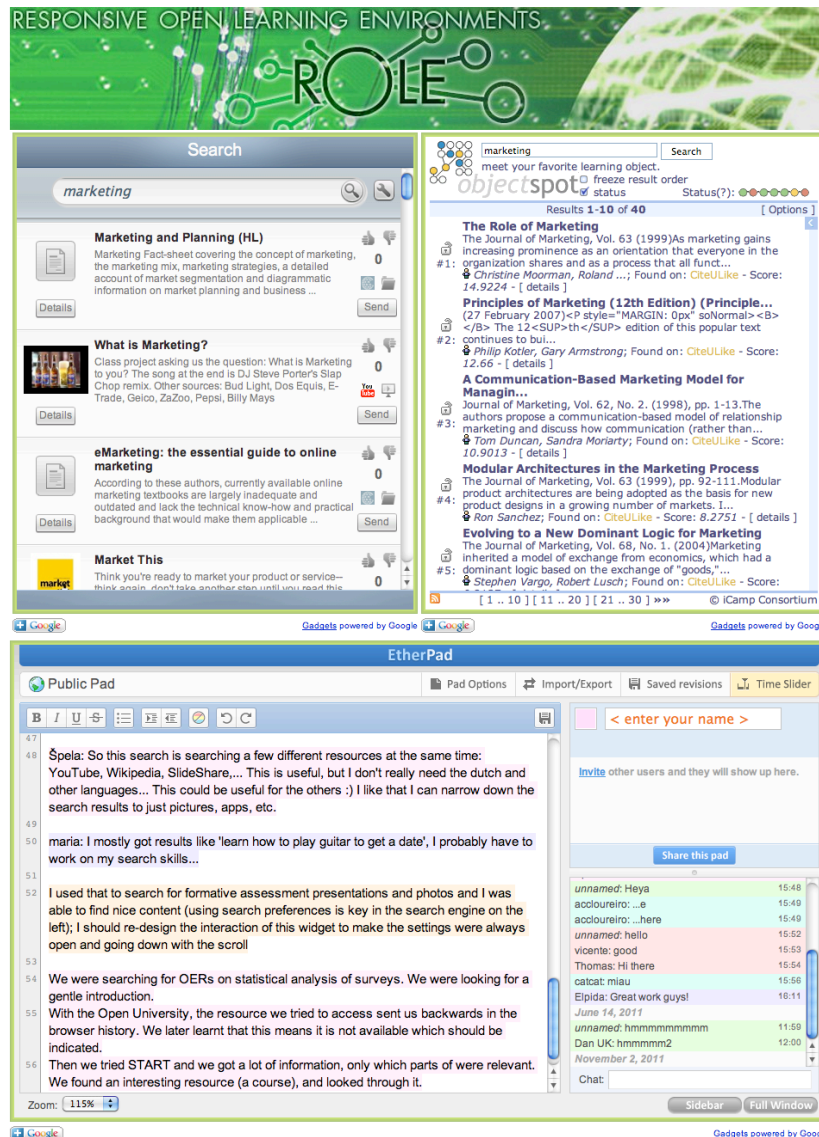 RESPONSIVE OPEN LEARNING ENVIRONMENTS
ROLE
Search
marketing
Marketing and Planning (HL)
Marketing Fact-sheet covering the concept of marketing,
the marketing mix, marketing strategies, a detailed
account of market segmentation and diagrammatic
information on market planning and business ...
0
Details
Send
What is Marketing?
Class project asking us the question: What is Marketing
to you? The song at the end is DJ Steve Porter's Slap
Chop remix. Other sources: Bud Light, Dos Equis, E-
Trade, Geico, ZaZoo, Pepsi, Billy Mays
0
You Tube
Details
Send
eMarketing: the essential guide to online
marketing
According to these authors, currently available online
marketing textbooks are largely inadequate and
outdated and lack the technical know-how and practical
background that would make them applicable ...
0
Details
Send
Market This
Think you're ready to market your product or service–
think again, don't take another step until you read this
0
market
Google
Gadgets powered by Google
marketing
Search
meet your favorite learning object.
objectspot
freeze result order
status
Status(?):
Results 1-10 of 40
[ Options ]
The Role of Marketing
The Journal of Marketing, Vol. 63 (1999)As marketing gains
increasing prominence as an orientation that everyone in the
#1: organization shares and as a process that all funct...
Christine Moorman, Roland ...; Found on: CiteULike - Score:
14.9224 - [ details ]
Principles of Marketing (12th Edition) (Principle...
(27 February 2007)<P style="MARGIN: 0px" soNormal><B>
</B> The 12<SUP>th</SUP> edition of this popular text
#2: continues to bui...
Philip Kotler, Gary Armstrong; Found on: CiteULike - Score:
12.66 - [ details ]
A Communication-Based Marketing Model for
Managin...
Journal of Marketing, Vol. 62, No. 2. (1998), pp. 1-13.The
authors propose a communication-based model of relationship
#3: marketing and discuss how communication (rather than...
Tom Duncan, Sandra Moriarty; Found on: CiteULike - Score:
10.9013 - [ details ]
Modular Architectures in the Marketing Process
The Journal of Marketing, Vol. 63 (1999), pp. 92-111.Modular
product architectures are being adopted as the basis for new
#4: product designs in a growing number of markets. I...
Ron Sanchez; Found on: CiteULike - Score: 8.2751 - [ details ]
Evolving to a New Dominant Logic for Marketing
The Journal of Marketing, Vol. 68, No. 1. (2004)Marketing
inherited a model of exchange from economics, which had a
#5: dominant logic based on the exchange of "goods,"...
Stephen Vargo, Robert Lusch; Found on: CiteULike - Score:
[ 1 .. 10 ] [ 11 .. 20 ] [ 21 .. 30 ] »»
© iCamp Consortium
Google
Gadgets powered by Goog
EtherPad
Public Pad
Pad Options
Import/Export
Saved revisions
Time Slider
B I U S
47
48 Špela: So this search is searching a few different resources at the same time:
YouTube, Wikipedia, SlideShare,... This is useful, but I don't really need the dutch and
other languages... This could be useful for the others :) I like that I can narrow down the
search results to just pictures, apps, etc.
49
50 maria: I mostly got results like 'learn how to play guitar to get a date', I probably have to
work on my search skills...
51
52 I used that to search for formative assessment presentations and photos and I was
able to find nice content (using search preferences is key in the search engine on the
left); I should re-design the interaction of this widget to make the settings were always
open and going down with the scroll
53
54 We were searching for OERs on statistical analysis of surveys. We were looking for a
gentle introduction.
55 With the Open University, the resource we tried to access sent us backwards in the
browser history. We later learnt that this means it is not available which should be
indicated.
56 Then we tried START and we got a lot of information, only which parts of were relevant.
We found an interesting resource (a course), and looked through it.
Zoom: 115%
< enter your name >
Invite other users and they will show up here.
Share this pad
unnamed: Heya 15:48
accloureiro: ...e 15:49
accloureiro: ...here 15:49
unnamed: hello 15:52
vicente: good 15:53
Thomas: Hi there 15:54
catcat: miau 15:56
Elpida: Great work guys! 16:11
June 14, 2011
unnamed: hmmmmmmmmm 11:59
Dan UK: hmmmmm2 12:00
November 2, 2011
Chat:
Sidebar
Full Window
Google
Gadgets powered by Goog